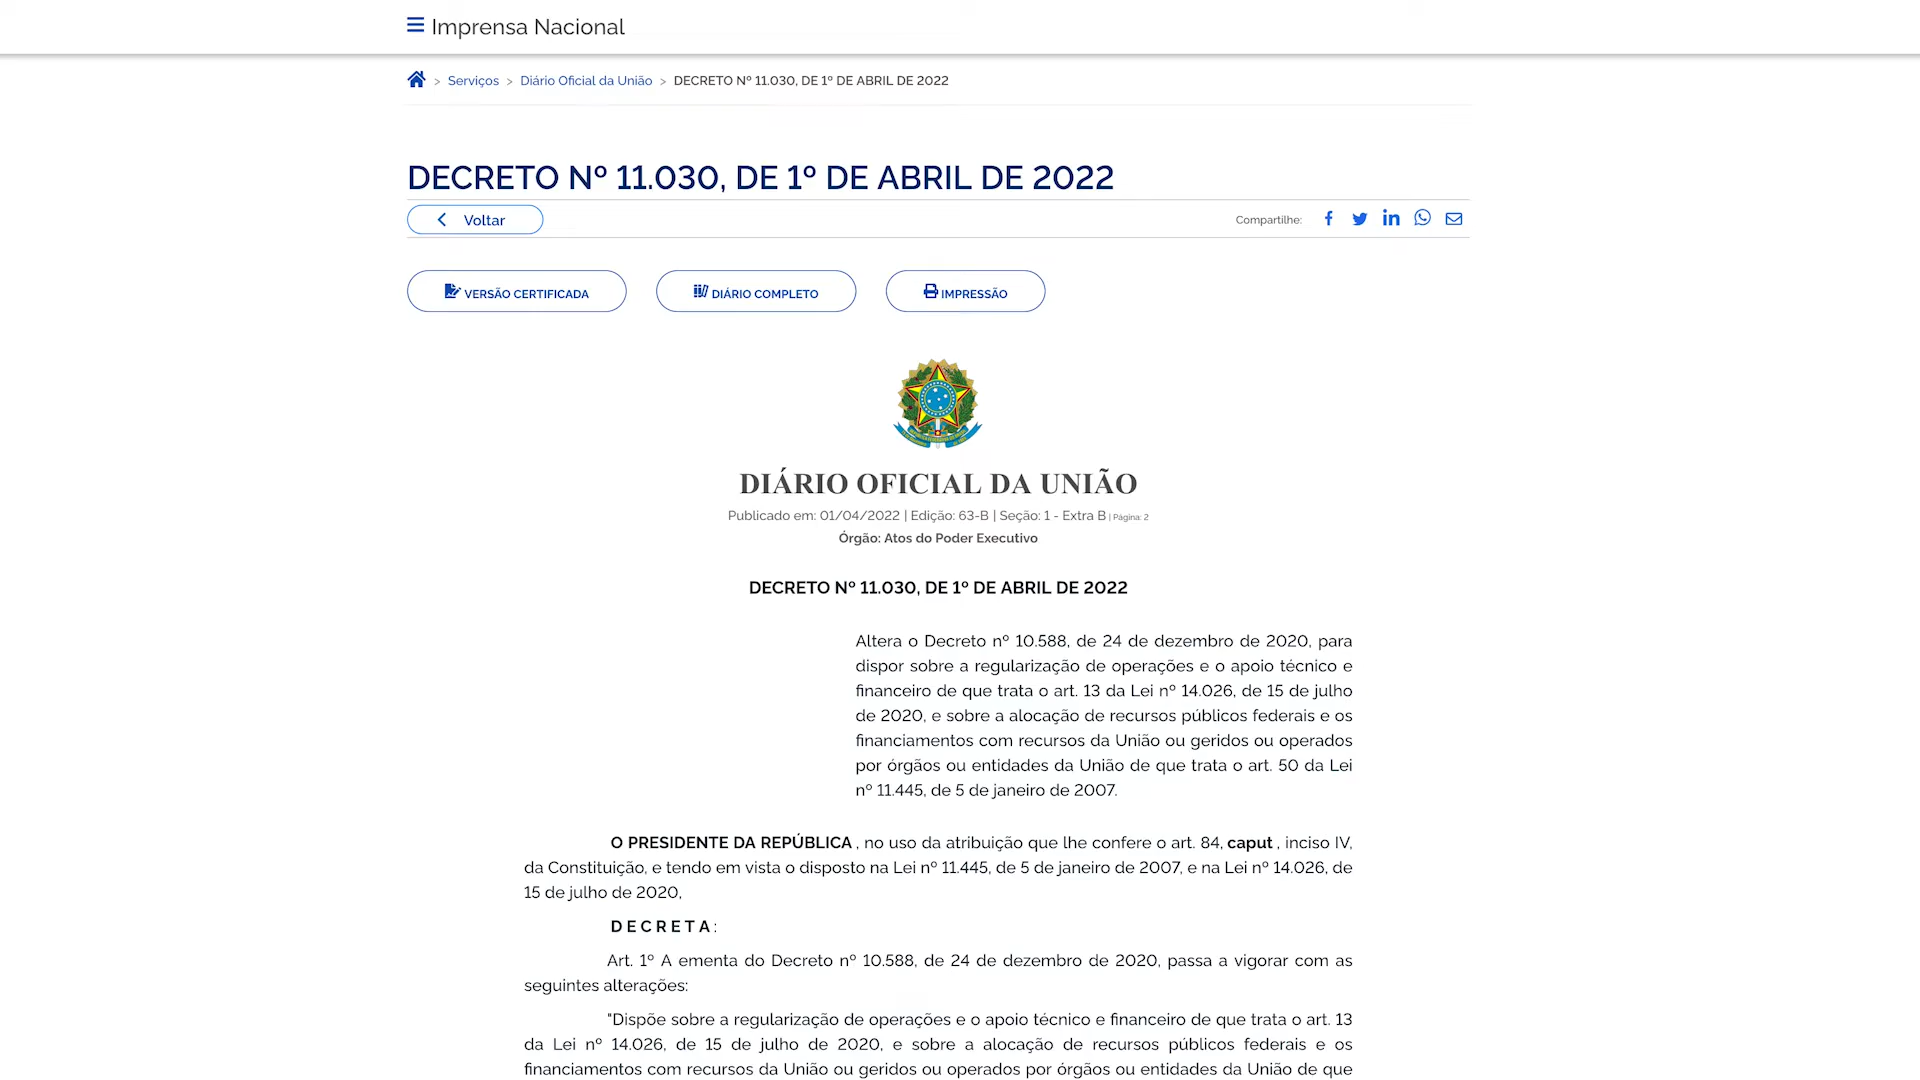 Imprensa Nacional
> Serviços > Diário Oficial da União > DECRETO Nº 11.030, DE 1º DE ABRIL DE 2022
DECRETO Nº 11.030, DE 1º DE ABRIL DE 2022
Voltar
Compartilhe:
VERSÃO CERTIFICADA
DIÁRIO COMPLETO
IMPRESSÃO
DIÁRIO OFICIAL DA UNIÃO
Publicado em: 01/04/2022 | Edição: 63-B | Seção: 1 - Extra B | Página: 2
Órgão: Atos do Poder Executivo
DECRETO Nº 11.030, DE 1º DE ABRIL DE 2022
Altera o Decreto nº 10.588, de 24 de dezembro de 2020, para
dispor sobre a regularização de operações e o apoio técnico e
financeiro de que trata o art. 13 da Lei nº 14.026, de 15 de julho
de 2020, e sobre a alocação de recursos públicos federais e os
financiamentos com recursos da União ou geridos ou operados
por órgãos ou entidades da União de que trata o art. 50 da Lei
nº 11.445, de 5 de janeiro de 2007.
O PRESIDENTE DA REPÚBLICA , no uso da atribuição que lhe confere o art. 84, caput , inciso IV,
da Constituição, e tendo em vista o disposto na Lei nº 11.445, de 5 de janeiro de 2007, e na Lei nº 14.026, de
15 de julho de 2020,
D E C R E T A :
Art. 1º A ementa do Decreto nº 10.588, de 24 de dezembro de 2020, passa a vigorar com as
seguintes alterações:
"Dispõe sobre a regularização de operações e o apoio técnico e financeiro de que trata o art. 13
da Lei nº 14.026, de 15 de julho de 2020, e sobre a alocação de recursos públicos federais e os
financiamentos com recursos da União ou geridos ou operados por órgãos ou entidades da União de que